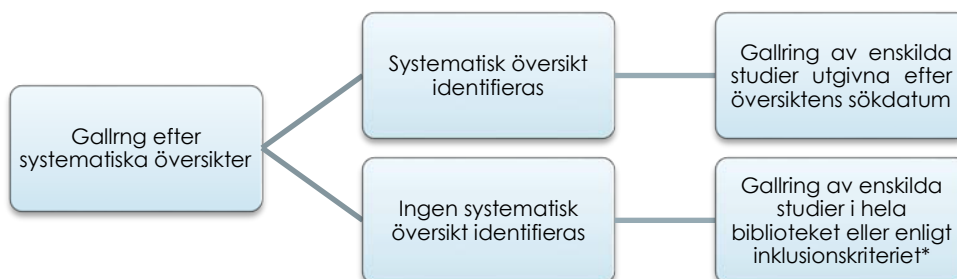 Gallrng efter
systematiska översikter
Systematisk översikt
identifieras
Gallring av enskilda
studier utgivna efter
översiktens sökdatum
Ingen systematisk
översikt identifieras
Gallring av enskilda
studier i hela
biblioteket eller enligt
inklusionskriteriet*